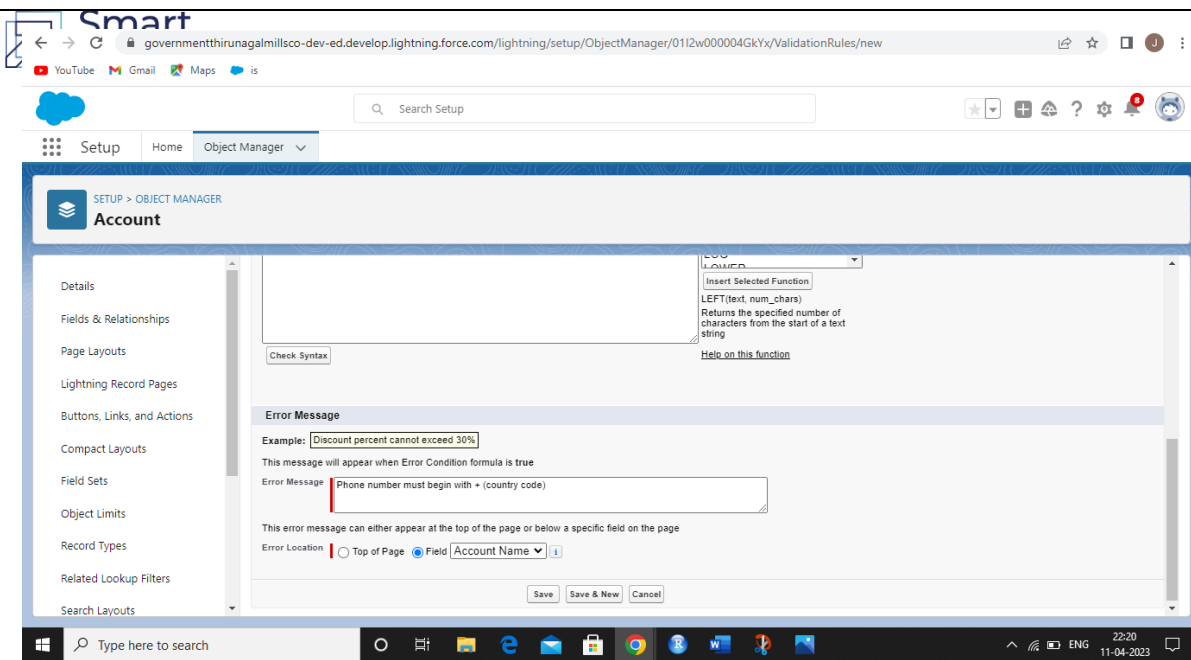 Smart
governmentthirunagalmillsco-dev-ed.develop.lightning.force.com/lightning/setup/ObjectManager/01I2w000004GkYx/ValidationRules/new
J
YouTube Gmail Maps is
Search Setup
8
Setup Home Object Manager
SETUP > OBJECT MANAGER
Account
Details
Fields & Relationships
Page Layouts
Lightning Record Pages
Buttons, Links, and Actions
Compact Layouts
Field Sets
Object Limits
Record Types
Related Lookup Filters
Search Layouts
LOG
LOWER
Insert Selected Function
LEFT(text, num_chars)
Returns the specified number of
characters from the start of a text
string
Check Syntax
Help on this function
Error Message
Example: Discount percent cannot exceed 30%
This message will appear when Error Condition formula is true
Error Message Phone number must begin with + (country code)
This error message can either appear at the top of the page or below a specific field on the page
Error Location Top of Page Field Account Name i
Save Save & New Cancel
Type here to search
ENG
22:20
11-04-2023